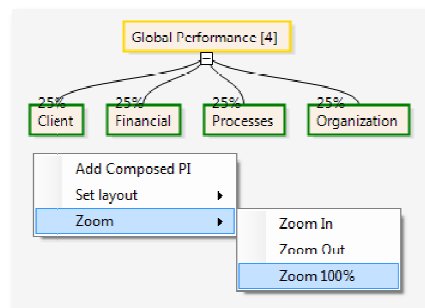 Global Performance [4]
25% 25% 25% 25%
Client Financial Processes Organization
Add Composed PI
Set layout
Zoom
Zoom In
Zoom Out
Zoom 100%